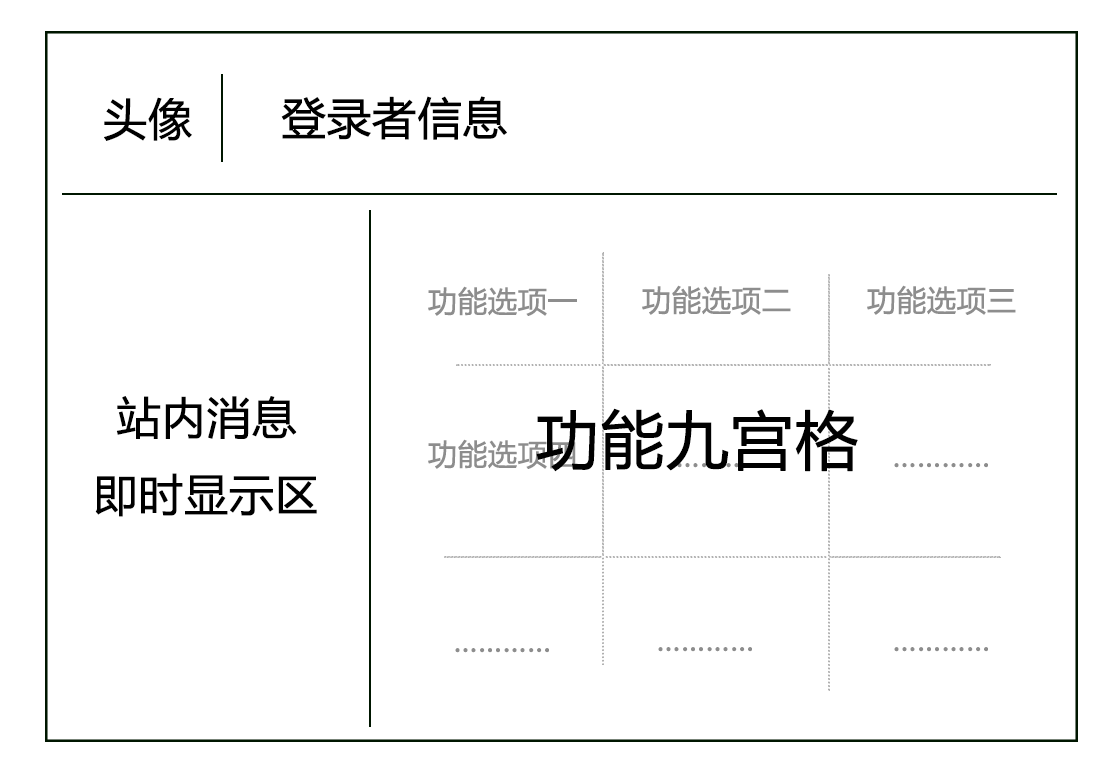 头像
登录者信息
站内消息
即时显示区
功能选项一
功能选项二
功能选项三
功能九宫格
功能选项四
…………
…………
…………
…………
…………